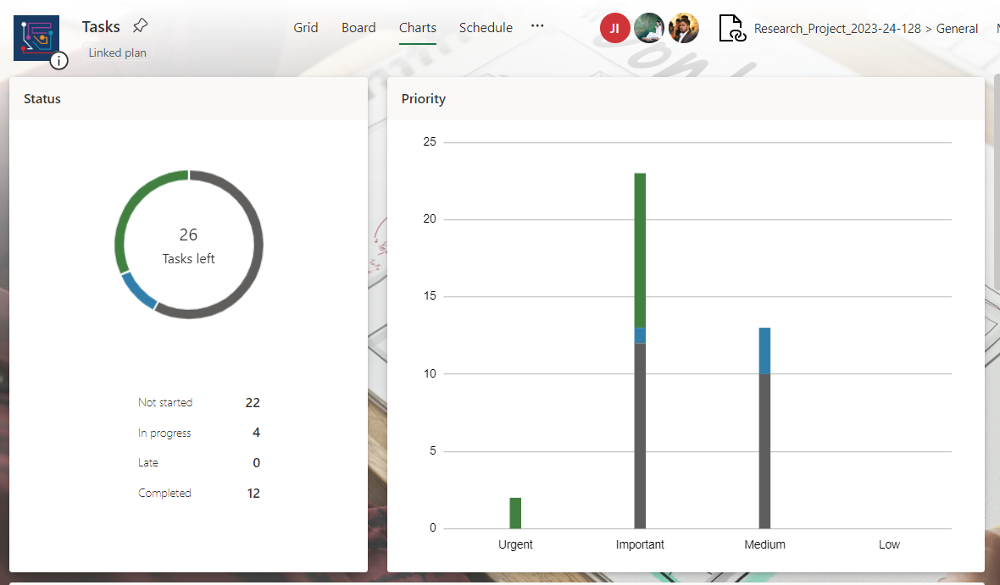 Tasks
Linked plan
Grid Board Charts Schedule ...
JI
Research_Project_2023-24-128 > General
Status
26
Tasks left
Not started 22
In progress 4
Late 0
Completed 12
Priority
25
20
15
10
5
0
Urgent Important Medium Low